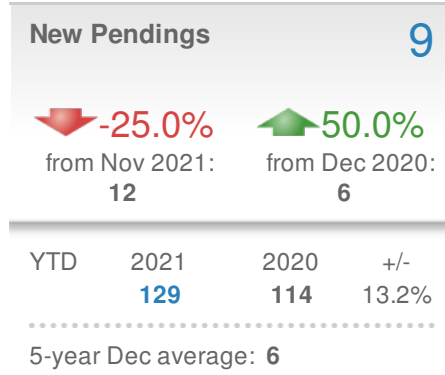 New Pendings 9
-25.0% 50.0%
from Nov 2021: from Dec 2020:
12 6
YTD 2021 2020 +/-
129 114 13.2%
5-year Dec average: 6